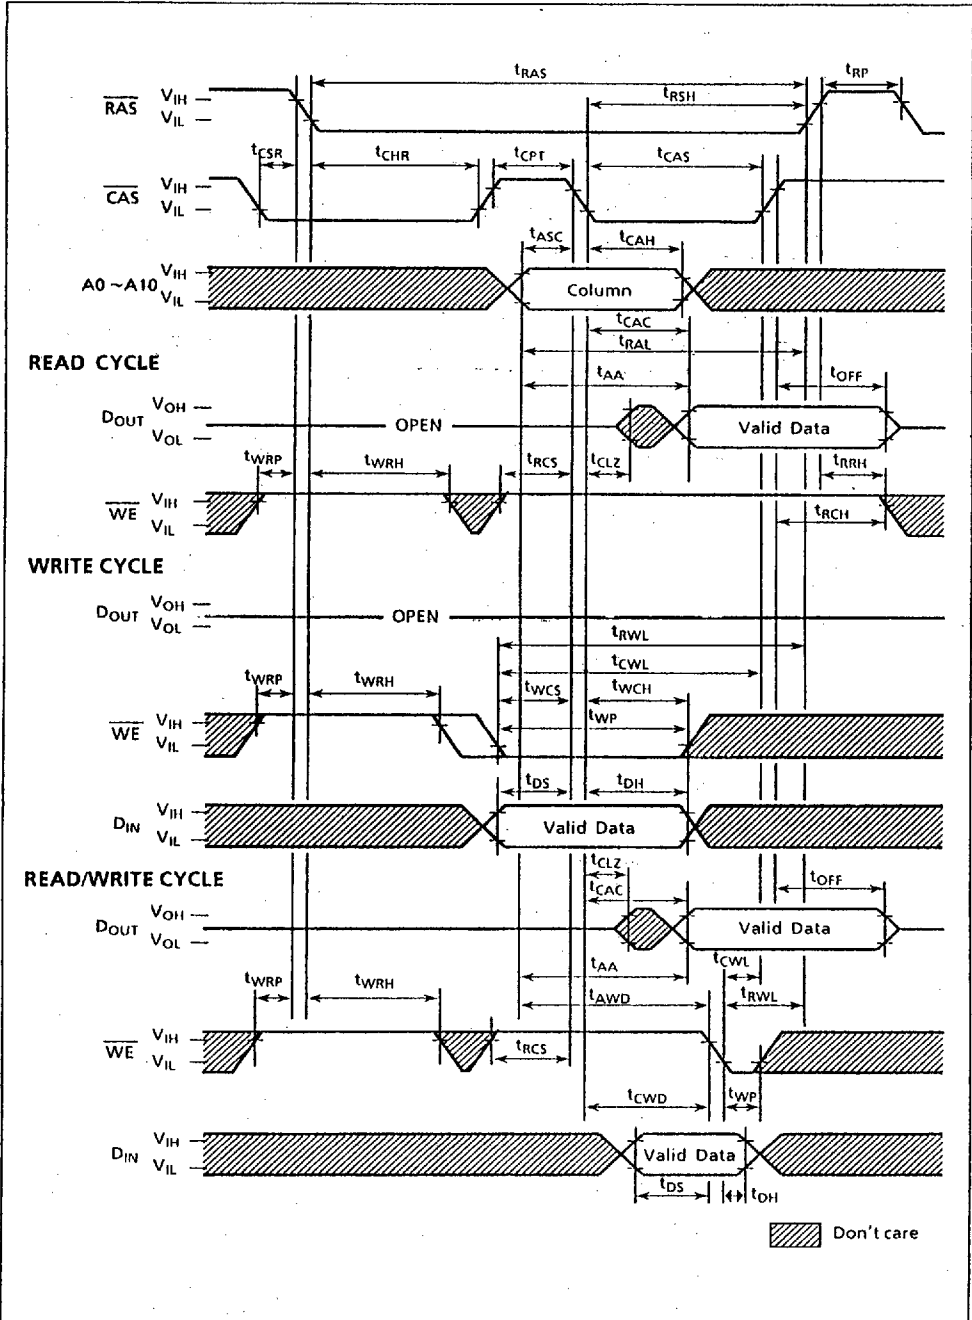 tRAS
tRP
RAS VIH VIL
tRSH
tCSR tCHR tCPT tCAS
CAS VIH VIL
tASC tCAH
A0~A10 VIH VIL
Column
tCAC
tRAL
READ CYCLE
tAA tOFF
DOUT VOH VOL
OPEN
Valid Data
tWRP tWRH tRCS tCLZ tRRH
WE VIH VIL
tRCH
WRITE CYCLE
DOUT VOH VOL
OPEN
tRWL
tCWL
tWRP tWRH tWCS tWCH
WE VIH VIL
tWP
tDS tDH
DIN VIH VIL
Valid Data
tCLZ
READ/WRITE CYCLE
tCAC tOFF
DOUT VOH VOL
Valid Data
tCWL
tAA
tWRP tWRH tAWD tRWL
WE VIH VIL
tRCS
tCWD tWP
DIN VIH VIL
Valid Data
tDS tDH
Don't care